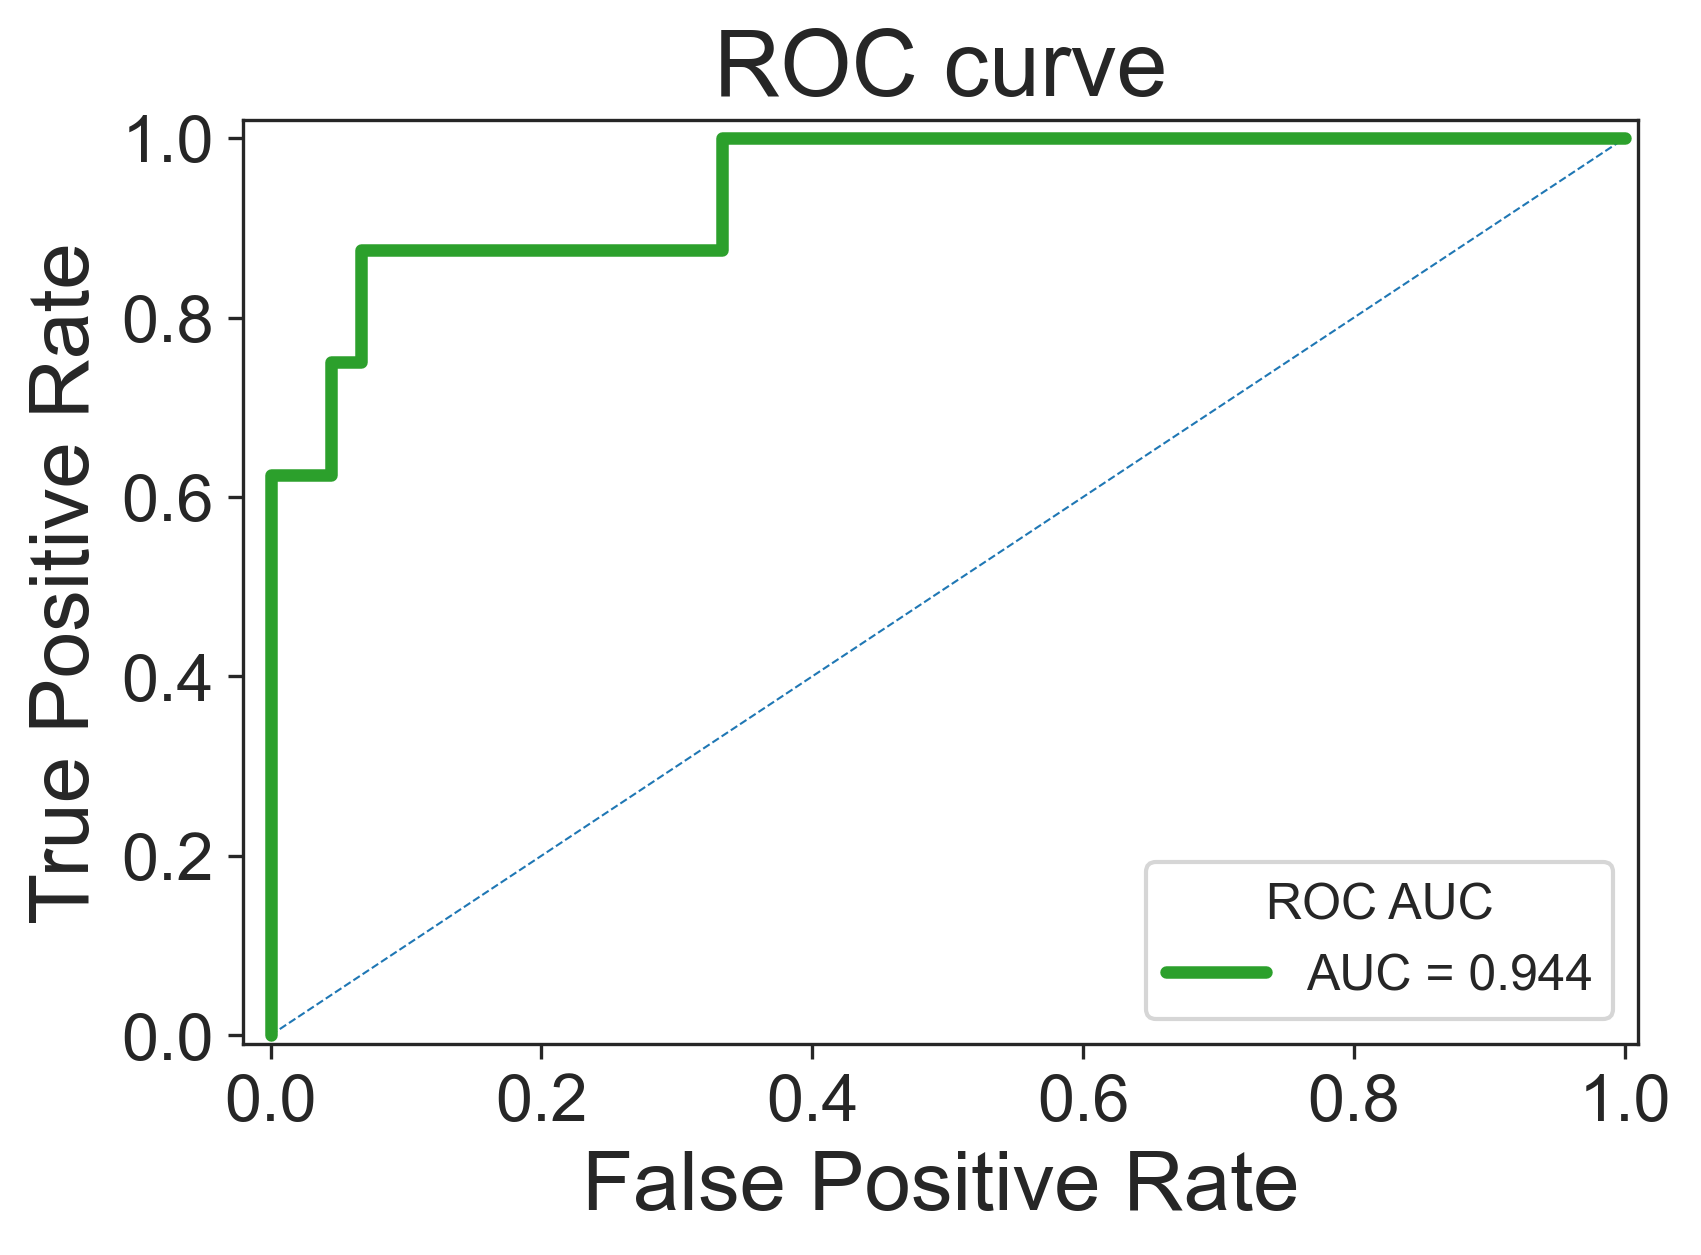 ROC curve
True Positive Rate
1.0
0.8
0.6
0.4
0.2
0.0
0.0 0.2 0.4 0.6 0.8 1.0
False Positive Rate
ROC AUC
AUC = 0.944